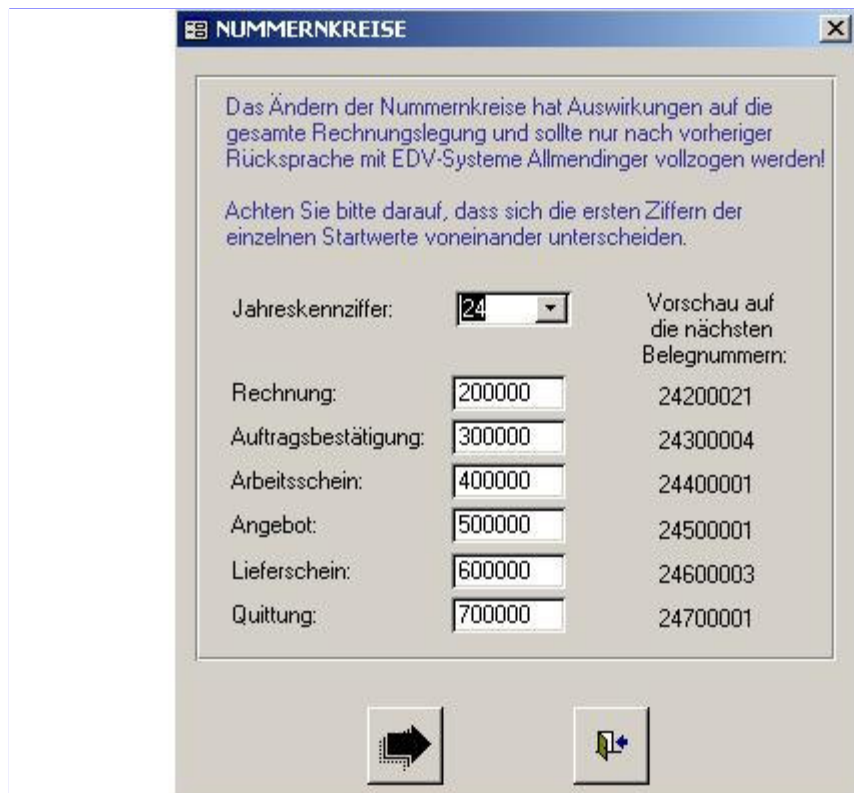 NUMMERNKREISE
Das Ändern der Nummernkreise hat Auswirkungen auf die
gesamte Rechnungslegung und sollte nur nach vorheriger
Rücksprache mit EDV-Systeme Allmendinger vollzogen werden!
Achten Sie bitte darauf, dass sich die ersten Ziffern der
einzelnen Startwerte voneinander unterscheiden.
Jahreskennziffer: 24
Vorschau auf
die nächsten
Belegnummern:
Rechnung: 200000 24200021
Auftragsbestätigung: 300000 24300004
Arbeitsschein: 400000 24400001
Angebot: 500000 24500001
Lieferschein: 600000 24600003
Quittung: 700000 24700001